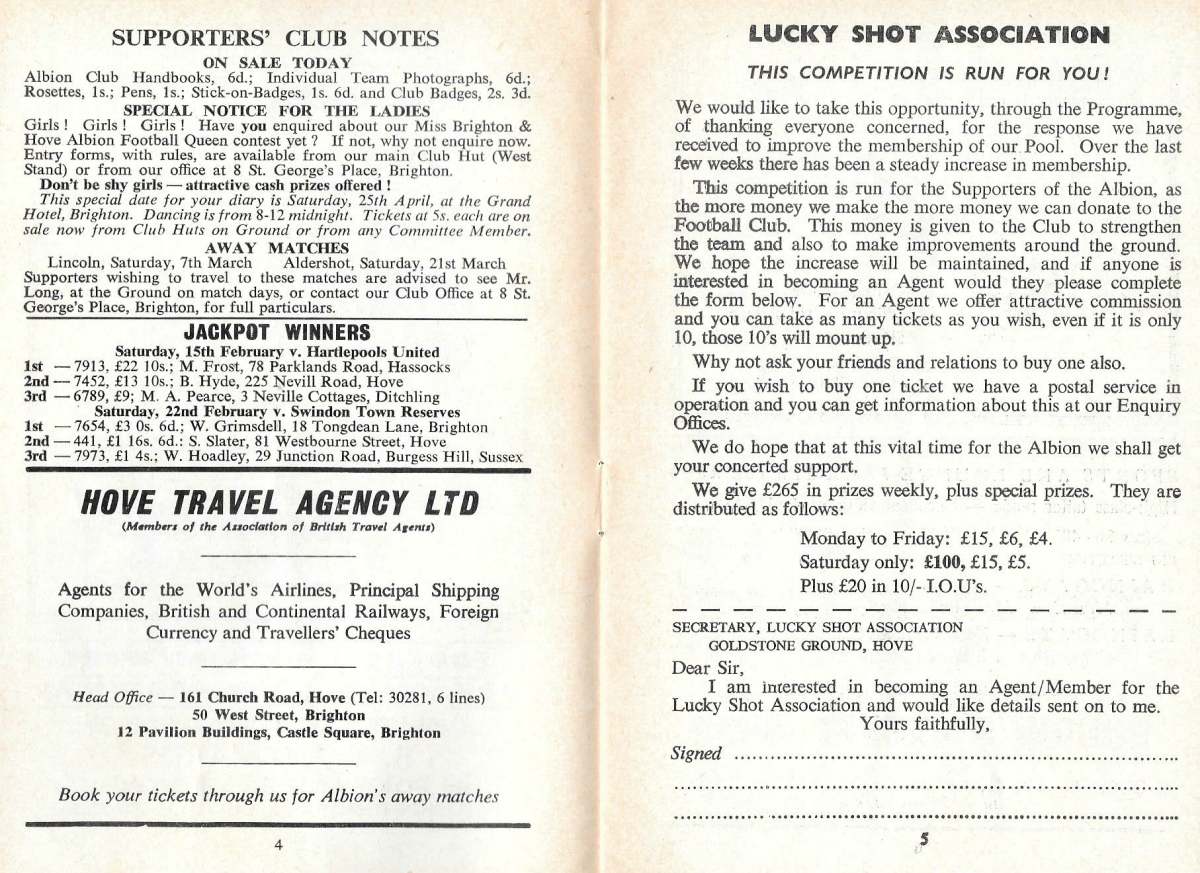 SUPPORTERS' CLUB NOTES
ON SALE TODAY
Albion Club Handbooks, 6d.; Individual Team Photographs, 6d.;
Rosettes, 1s.; Pens, 1s.; Stick-on-Badges, 1s. 6d. and Club Badges, 2s. 3d.
SPECIAL NOTICE FOR THE LADIES
Girls ! Girls ! Girls ! Have you enquired about our Miss Brighton &
Hove Albion Football Queen contest yet ? If not, why not enquire now.
Entry forms, with rules, are available from our main Club Hut (West
Stand) or from our office at 8 St. George's Place, Brighton.
Don't be shy girls — attractive cash prizes offered !
This special date for your diary is Saturday, 25th April, at the Grand
Hotel, Brighton. Dancing is from 8-12 midnight. Tickets at 5s. each are on
sale now from Club Huts on Ground or from any Committee Member.
AWAY MATCHES
Lincoln, Saturday, 7th March Aldershot, Saturday, 21st March
Supporters wishing to travel to these matches are advised to see Mr.
Long, at the Ground on match days, or contact our Club Office at 8 St.
George's Place, Brighton, for full particulars.
JACKPOT WINNERS
Saturday, 15th February v. Hartlepools United
1st — 7913, £22 10s.; M. Frost, 78 Parklands Road, Hassocks
2nd — 7452, £13 10s.; B. Hyde, 225 Nevill Road, Hove
3rd — 6789, £9; M. A. Pearce, 3 Neville Cottages, Ditchling
Saturday, 22nd February v. Swindon Town Reserves
1st — 7654, £3 0s. 6d.; W. Grimsdell, 18 Tongdean Lane, Brighton
2nd — 441, £1 16s. 6d.: S. Slater, 81 Westbourne Street, Hove
3rd — 7973, £1 4s.; W. Hoadley, 29 Junction Road, Burgess Hill, Sussex
HOVE TRAVEL AGENCY LTD
(Members of the Association of British Travel Agents)
Agents for the World's Airlines, Principal Shipping
Companies, British and Continental Railways, Foreign
Currency and Travellers' Cheques
Head Office — 161 Church Road, Hove (Tel: 30281, 6 lines)
50 West Street, Brighton
12 Pavilion Buildings, Castle Square, Brighton
Book your tickets through us for Albion's away matches
4
LUCKY SHOT ASSOCIATION
THIS COMPETITION IS RUN FOR YOU!
We would like to take this opportunity, through the Programme,
of thanking everyone concerned, for the response we have
received to improve the membership of our Pool. Over the last
few weeks there has been a steady increase in membership.
This competition is run for the Supporters of the Albion, as
the more money we make the more money we can donate to the
Football Club. This money is given to the Club to strengthen
the team and also to make improvements around the ground.
We hope the increase will be maintained, and if anyone is
interested in becoming an Agent would they please complete
the form below. For an Agent we offer attractive commission
and you can take as many tickets as you wish, even if it is only
10, those 10's will mount up.
Why not ask your friends and relations to buy one also.
If you wish to buy one ticket we have a postal service in
operation and you can get information about this at our Enquiry
Offices.
We do hope that at this vital time for the Albion we shall get
your concerted support.
We give £265 in prizes weekly, plus special prizes. They are
distributed as follows:
Monday to Friday: £15, £6, £4.
Saturday only: £100, £15, £5.
Plus £20 in 10/- I.O.U's.
SECRETARY, LUCKY SHOT ASSOCIATION
GOLDSTONE GROUND, HOVE
Dear Sir,
I am interested in becoming an Agent/Member for the
Lucky Shot Association and would like details sent on to me.
Yours faithfully,
Signed
5